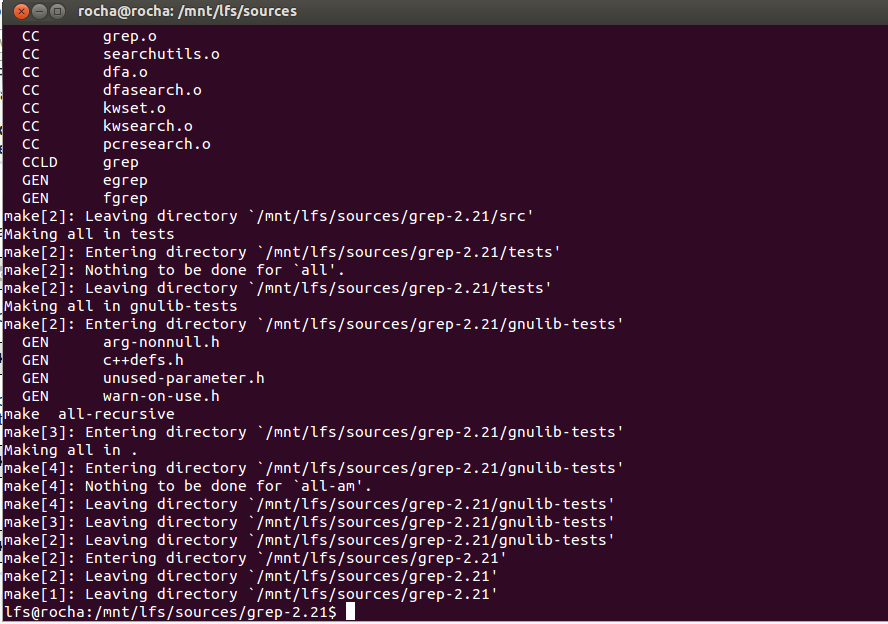 rocha@rocha: /mnt/lfs/sources
CC grep.o
CC searchutils.o
CC dfa.o
CC dfasearch.o
CC kwset.o
CC kwsearch.o
CC pcresearch.o
CCLD grep
GEN egrep
GEN fgrep
make[2]: Leaving directory `/mnt/lfs/sources/grep-2.21/src'
Making all in tests
make[2]: Entering directory `/mnt/lfs/sources/grep-2.21/tests'
make[2]: Nothing to be done for `all'.
make[2]: Leaving directory `/mnt/lfs/sources/grep-2.21/tests'
Making all in gnulib-tests
make[2]: Entering directory `/mnt/lfs/sources/grep-2.21/gnulib-tests'
GEN arg-nonnull.h
GEN c++defs.h
GEN unused-parameter.h
GEN warn-on-use.h
make  all-recursive
make[3]: Entering directory `/mnt/lfs/sources/grep-2.21/gnulib-tests'
Making all in .
make[4]: Entering directory `/mnt/lfs/sources/grep-2.21/gnulib-tests'
make[4]: Nothing to be done for `all-am'.
make[4]: Leaving directory `/mnt/lfs/sources/grep-2.21/gnulib-tests'
make[3]: Leaving directory `/mnt/lfs/sources/grep-2.21/gnulib-tests'
make[2]: Leaving directory `/mnt/lfs/sources/grep-2.21/gnulib-tests'
make[2]: Entering directory `/mnt/lfs/sources/grep-2.21'
make[2]: Leaving directory `/mnt/lfs/sources/grep-2.21'
make[1]: Leaving directory `/mnt/lfs/sources/grep-2.21'
lfs@rocha:/mnt/lfs/sources/grep-2.21$